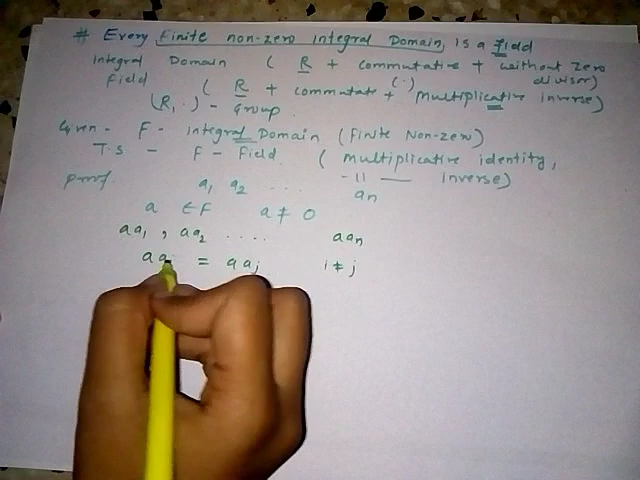 # Every finite non-zero integral Domain, is a field
Integral Domain ( R + commutative + without zero divisor)
Field ( R + commutate (·) + multiplicative inverse)
(R, ·) - Group
Given - F - Integral Domain (finite Non-zero)
T.S - F - Field ( multiplicative identity,
-11 — inverse)
Proof. a₁ a₂ ... aₙ
a ∈ F a ≠ 0
aa₁, aa₂ .... aaₙ
aa = aaⱼ i ≠ j